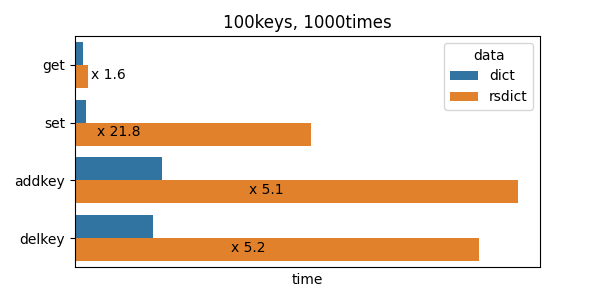 100keys, 1000times
data
dict
rsdict
get
x 1.6
set
x 21.8
addkey
x 5.1
delkey
x 5.2
time